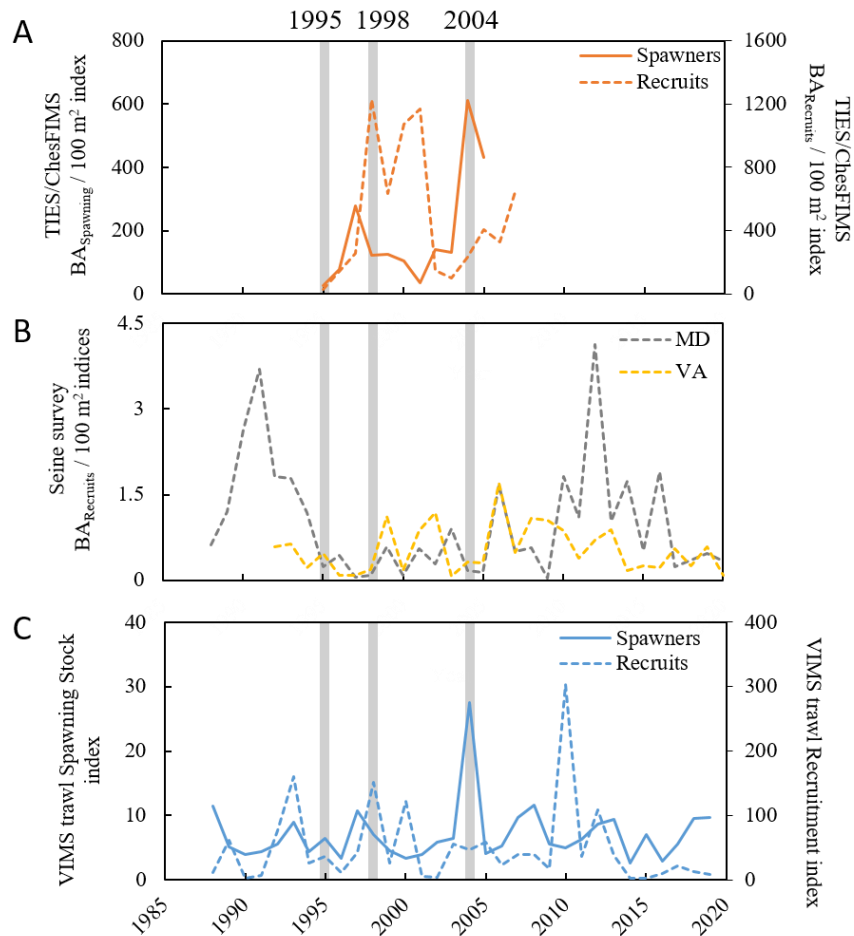 1995 1998 2004
A
800
600
400
200
0
TIES/ChesFIMS
BASpawning / 100 m² index
Spawners
Recruits
1600
1200
800
400
0
TIES/ChesFIMS
BARecruits / 100 m² index
B
4.5
3
1.5
0
Seine survey
BARecruits / 100 m² indices
MD
VA
C
40
30
20
10
0
VIMS trawl Spawning Stock
index
Spawners
Recruits
400
300
200
100
0
VIMS trawl Recruitment index
1985 1990 1995 2000 2005 2010 2015 2020